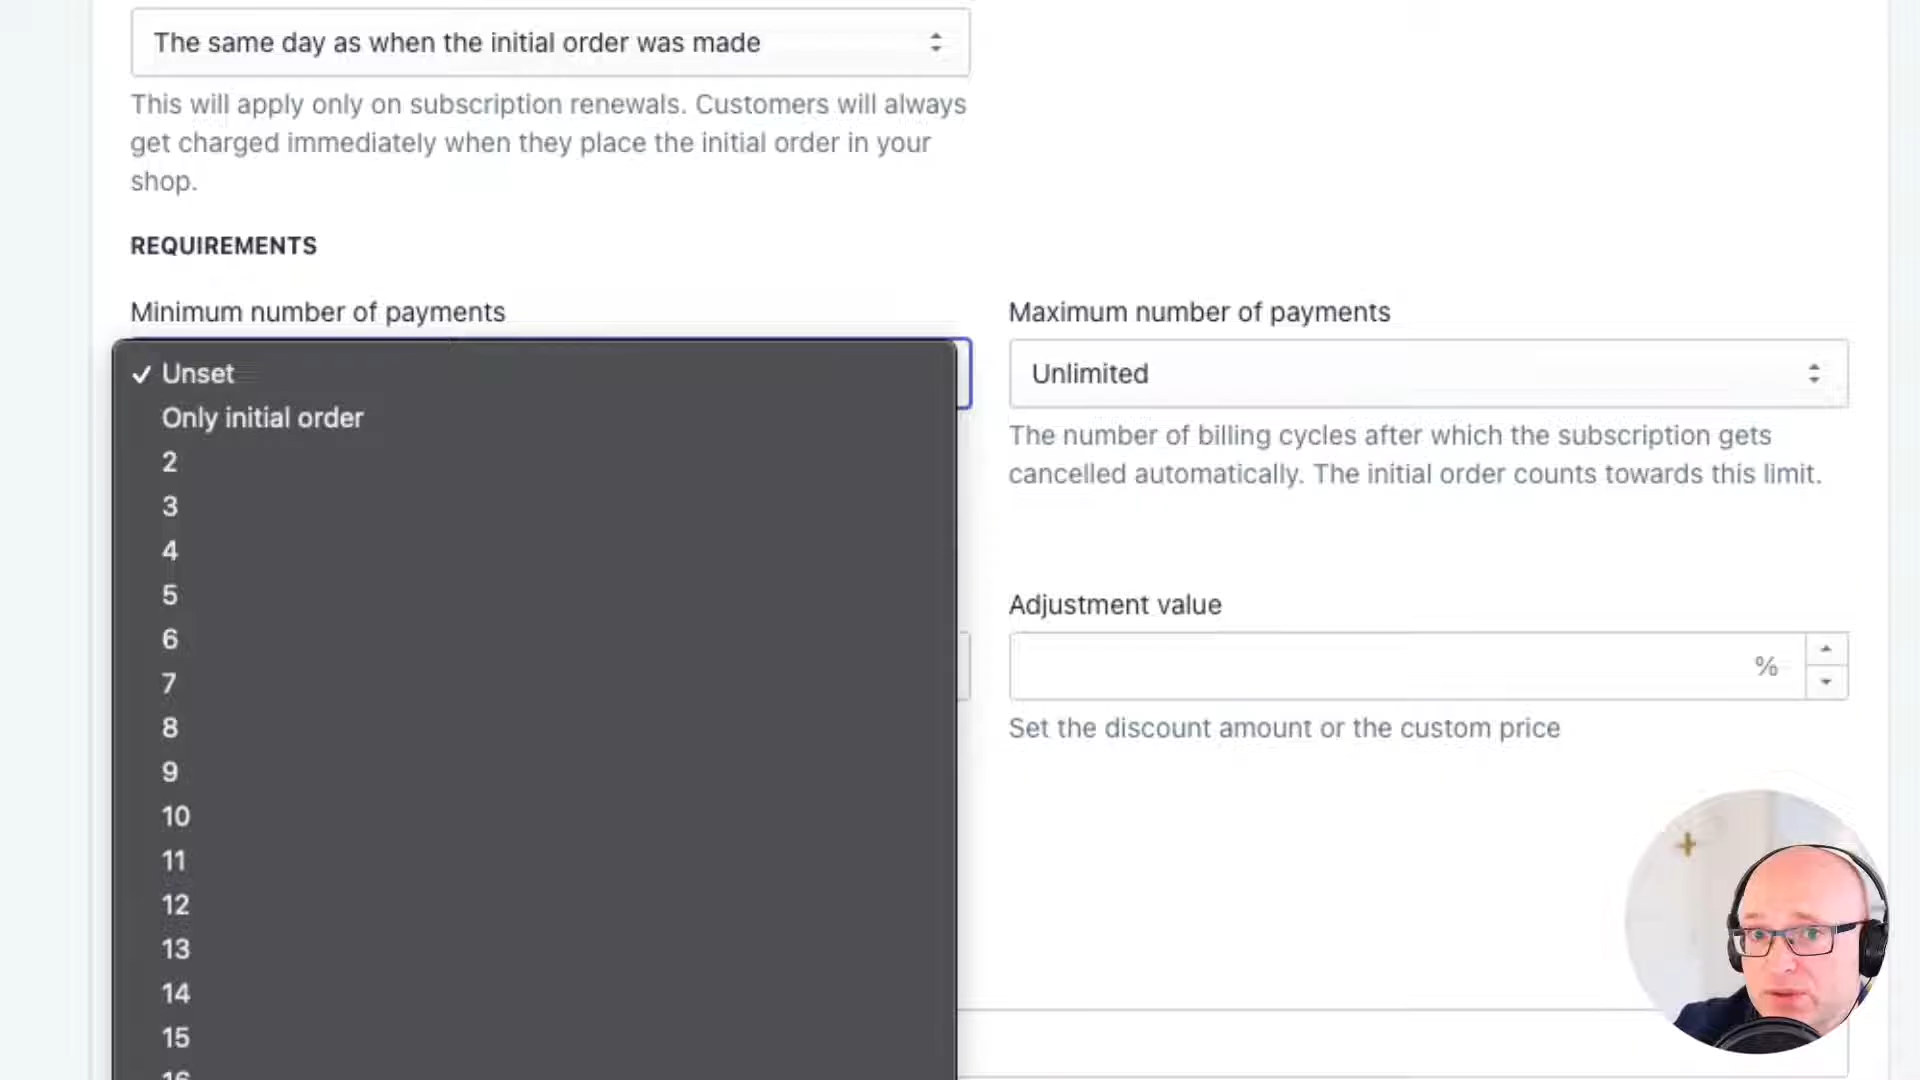 The same day as when the initial order was made
This will apply only on subscription renewals. Customers will always
get charged immediately when they place the initial order in your
shop.
REQUIREMENTS
Minimum number of payments
Maximum number of payments
Unset
Unlimited
Only initial order
The number of billing cycles after which the subscription gets
cancelled automatically. The initial order counts towards this limit.
2
3
4
5
Adjustment value
6
%
7
8
Set the discount amount or the custom price
9
10
11
12
13
14
15
16